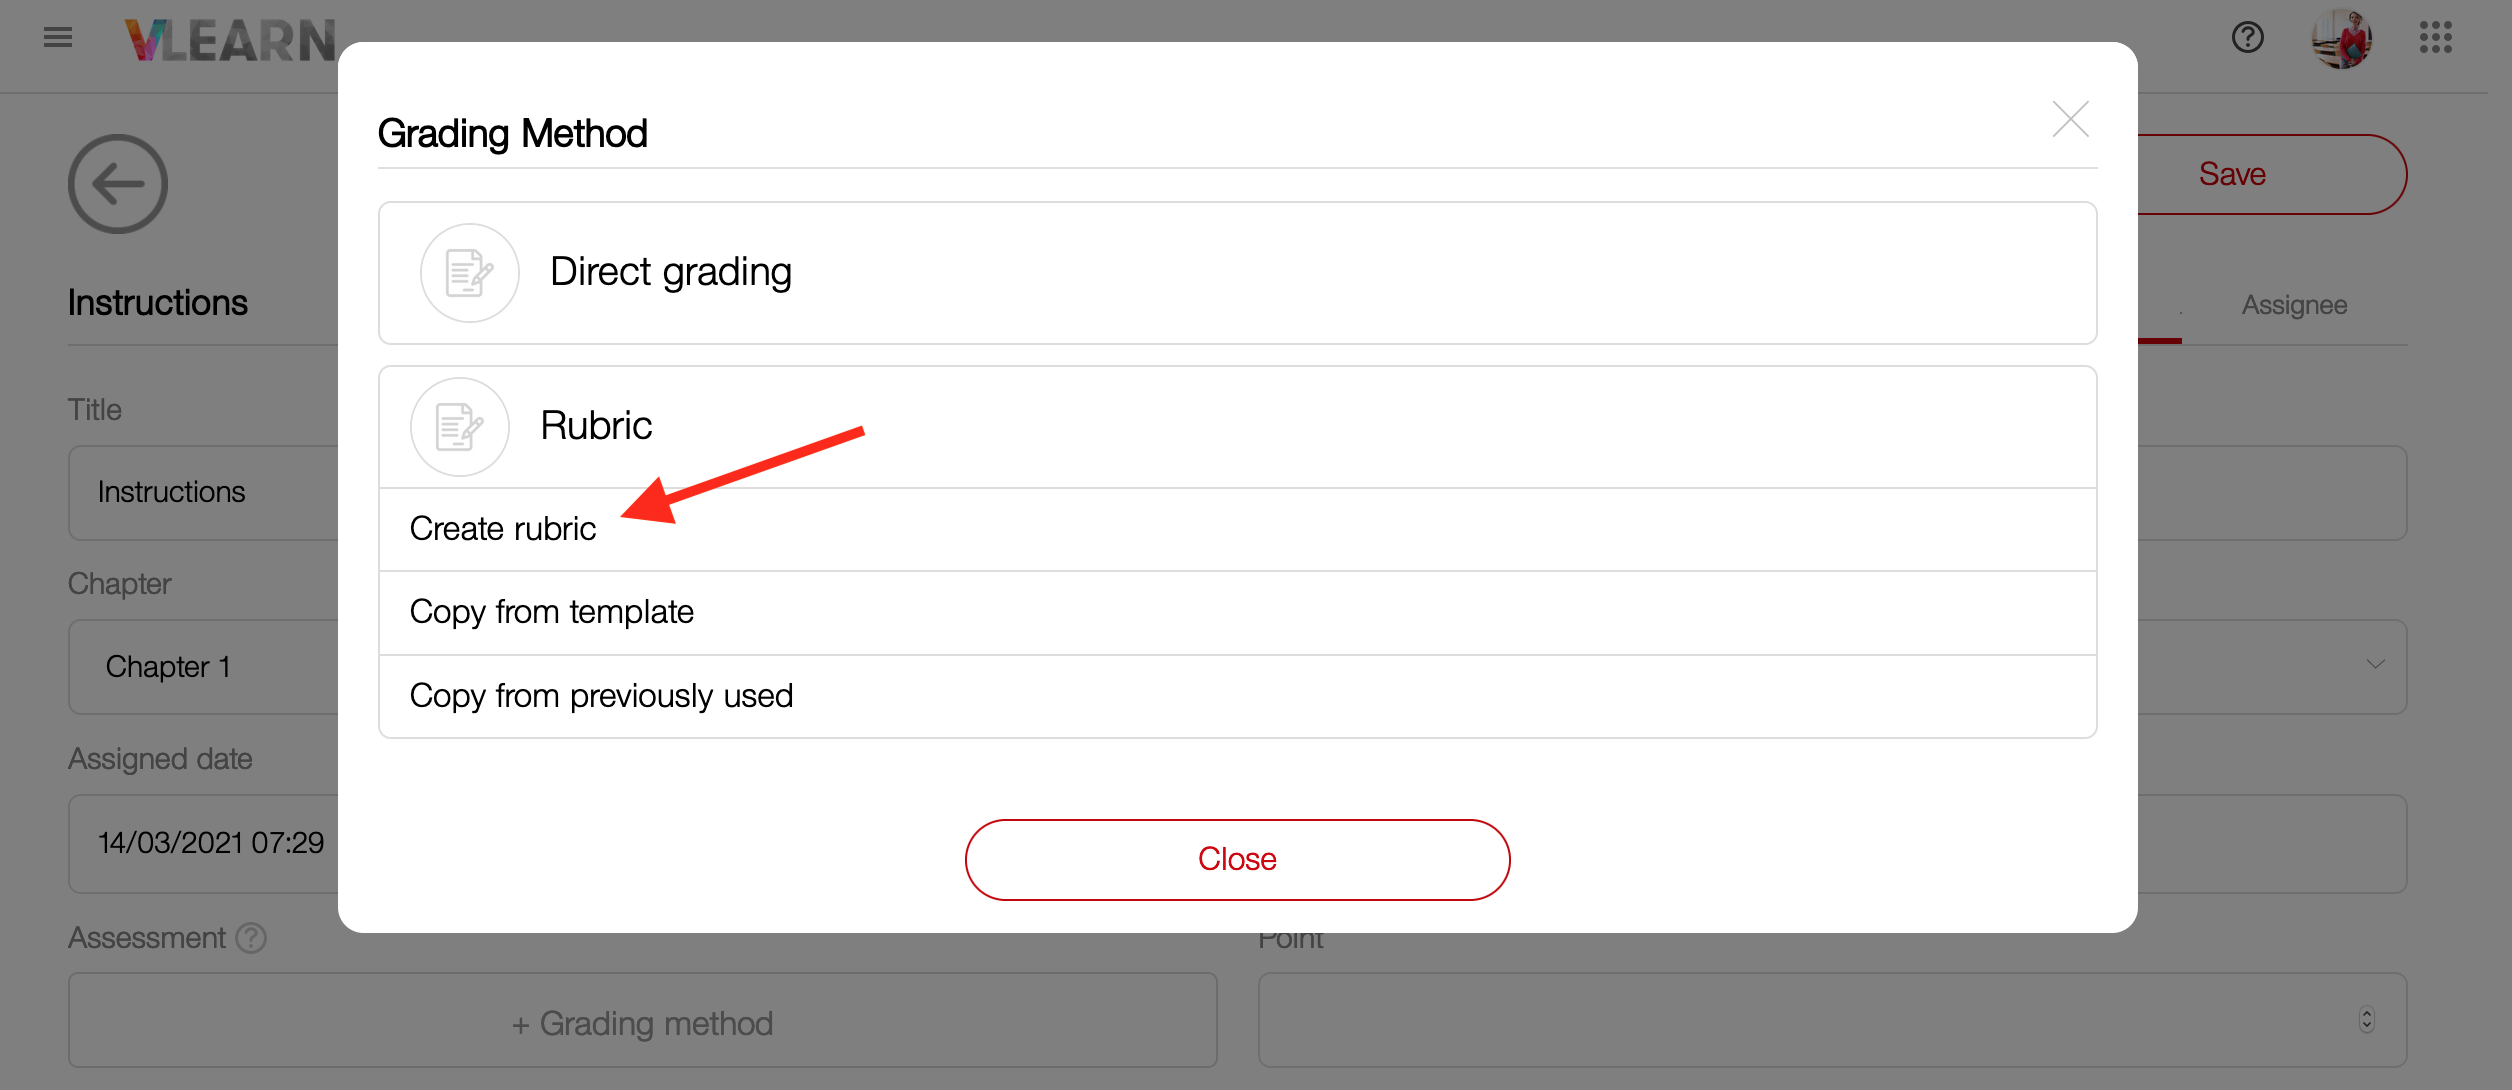 VLEARN
Grading Method
Save
Direct grading
Instructions
Assignee
Rubric
Title
Instructions
Create rubric
Chapter
Copy from template
Chapter 1
Copy from previously used
Assigned date
14/03/2021 07:29
Close
Assessment ?
Point
+ Grading method